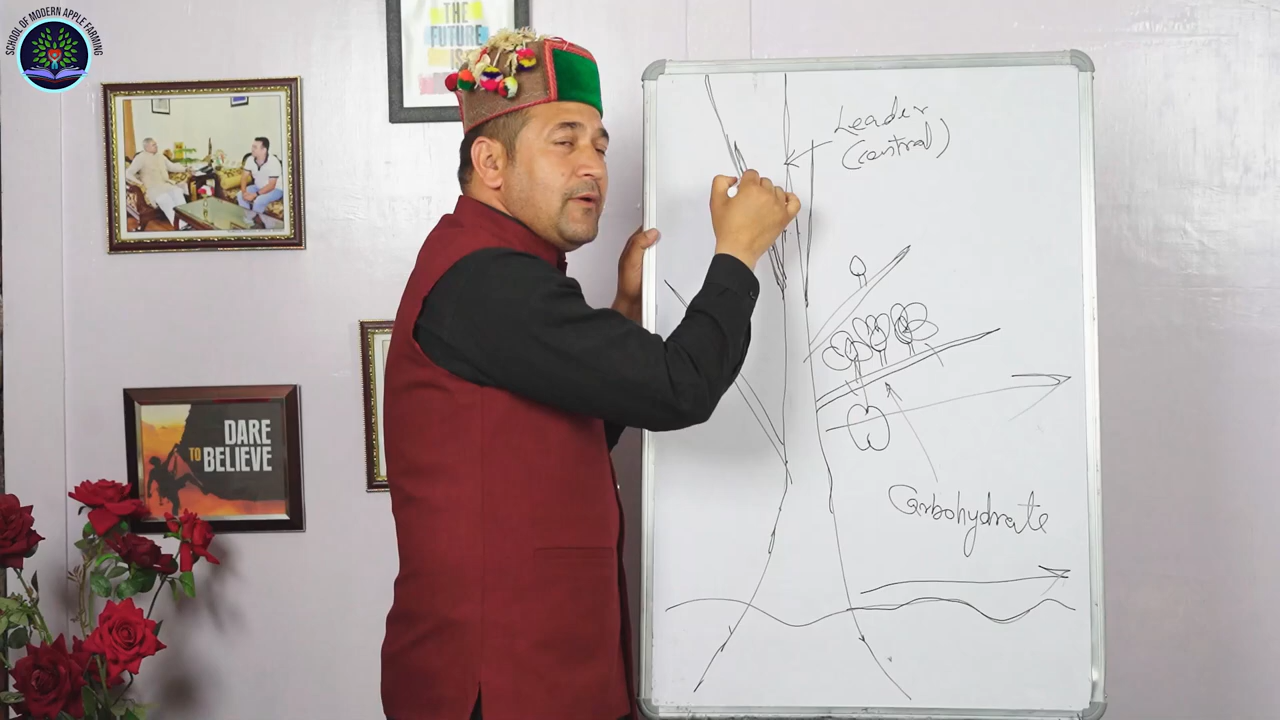 SCHOOL OF MODERN APPLE FARMING
THE
FUTURE
IS
DARE
TO BELIEVE
Leader
(central)
Carbohydrate